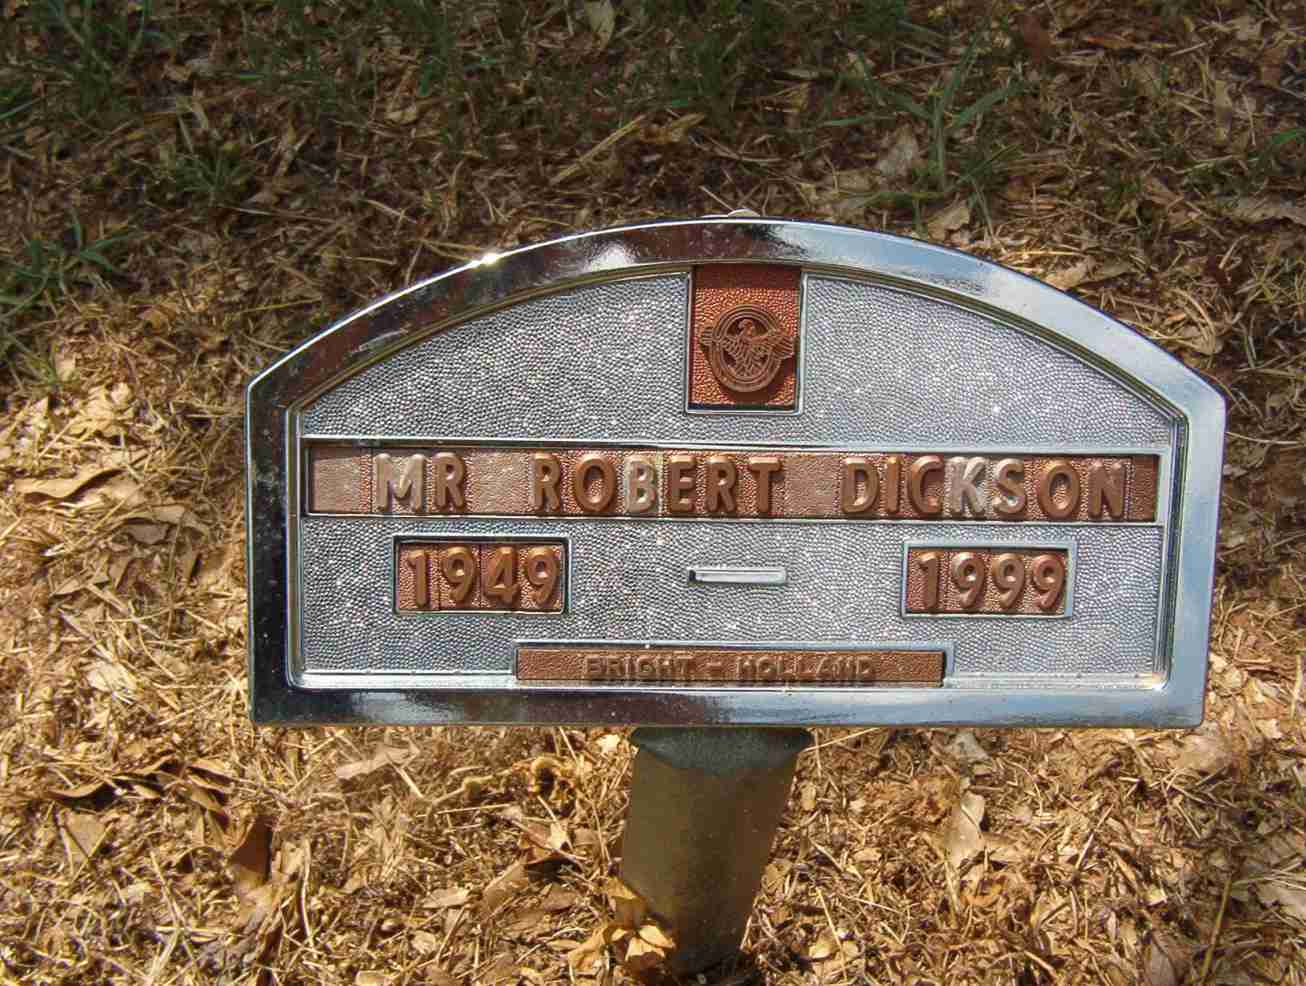 MR ROBERT DICKSON
1949 — 1999
BRIGHT – HOLLAND